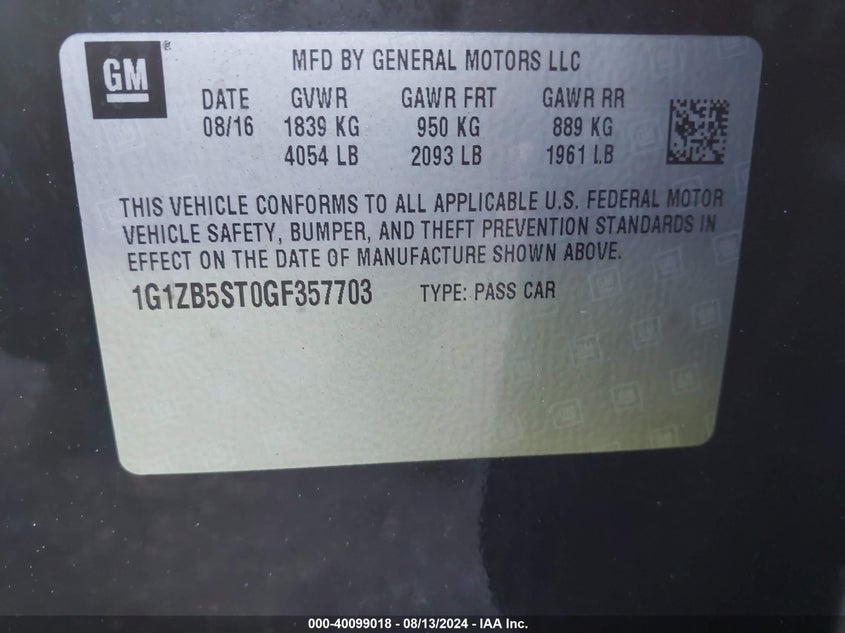 GM ®
MFD BY GENERAL MOTORS LLC
DATE GVWR GAWR FRT GAWR RR
08/16 1839 KG 950 KG 889 KG
4054 LB 2093 LB 1961 LB
THIS VEHICLE CONFORMS TO ALL APPLICABLE U.S. FEDERAL MOTOR
VEHICLE SAFETY, BUMPER, AND THEFT PREVENTION STANDARDS IN
EFFECT ON THE DATE OF MANUFACTURE SHOWN ABOVE.
1G1ZB5ST0GF357703 TYPE: PASS CAR
000-40099018 - 08/13/2024 - IAA Inc.